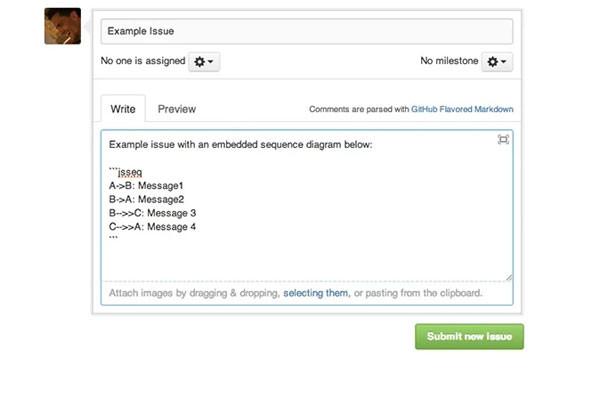 Example Issue
No one is assigned
No milestone
Write
Preview
Comments are parsed with GitHub Flavored Markdown
Example issue with an embedded sequence diagram below:
```jsseq
A->B: Message1
B->A: Message2
B-->>C: Message 3
C-->>A: Message 4
```
Attach images by dragging & dropping, selecting them, or pasting from the clipboard.
Submit new issue